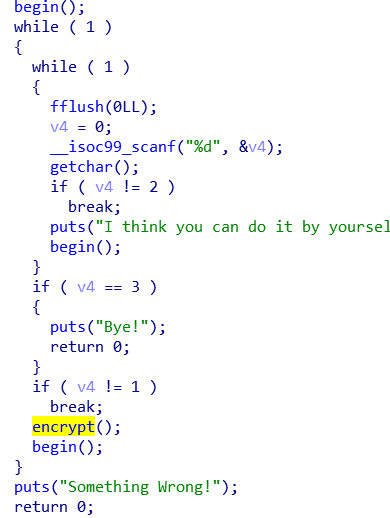 begin();
while ( 1 )
{
while ( 1 )
{
fflush(0LL);
v4 = 0;
__isoc99_scanf("%d", &v4);
getchar();
if ( v4 != 2 )
break;
puts("I think you can do it by yoursel
begin();
}
if ( v4 == 3 )
{
puts("Bye!");
return 0;
}
if ( v4 != 1 )
break;
encrypt();
begin();
}
puts("Something Wrong!");
return 0;